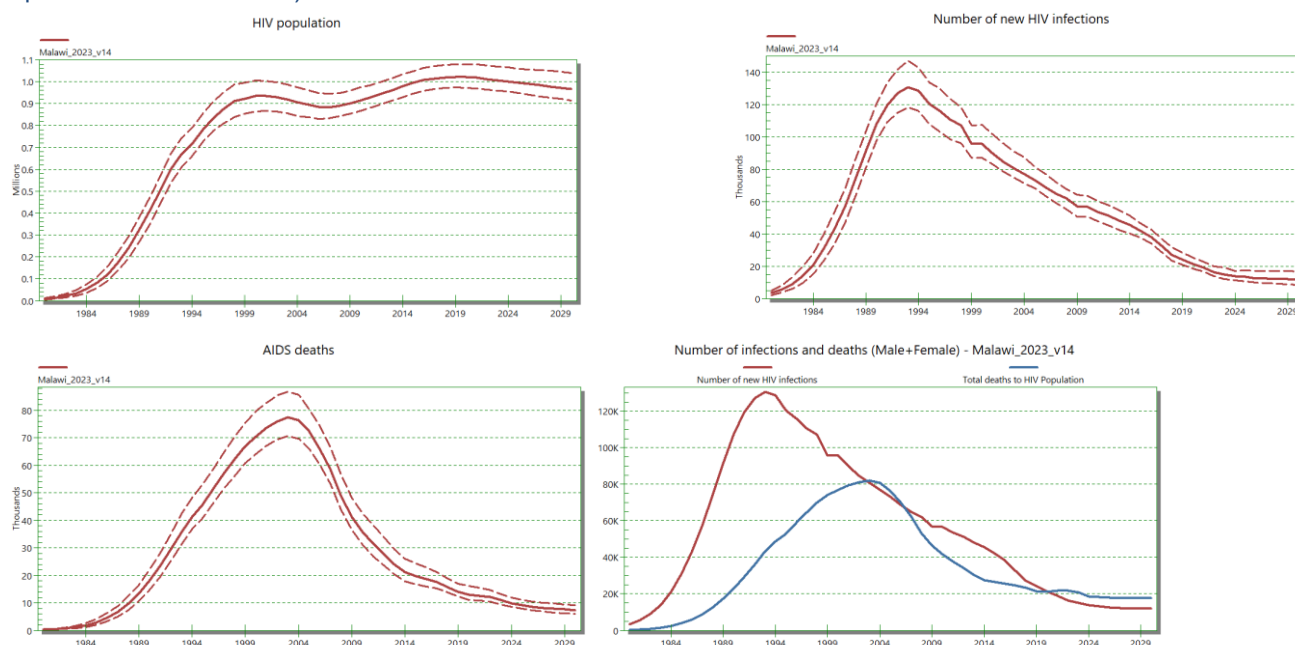 HIV population
Malawi_2023_v14
Millions
1.1
1.0
0.9
0.8
0.7
0.6
0.5
0.4
0.3
0.2
0.1
0.0
1984 1989 1994 1999 2004 2009 2014 2019 2024 2029
Number of new HIV infections
Malawi_2023_v14
Thousands
140
120
100
80
60
40
20
0
1984 1989 1994 1999 2004 2009 2014 2019 2024 2029
AIDS deaths
Malawi_2023_v14
Thousands
80
70
60
50
40
30
20
10
0
1984 1989 1994 1999 2004 2009 2014 2019 2024 2029
Number of infections and deaths (Male+Female) - Malawi_2023_v14
Number of new HIV infections Total deaths to HIV Population
120K
100K
80K
60K
40K
20K
0
1984 1989 1994 1999 2004 2009 2014 2019 2024 2029